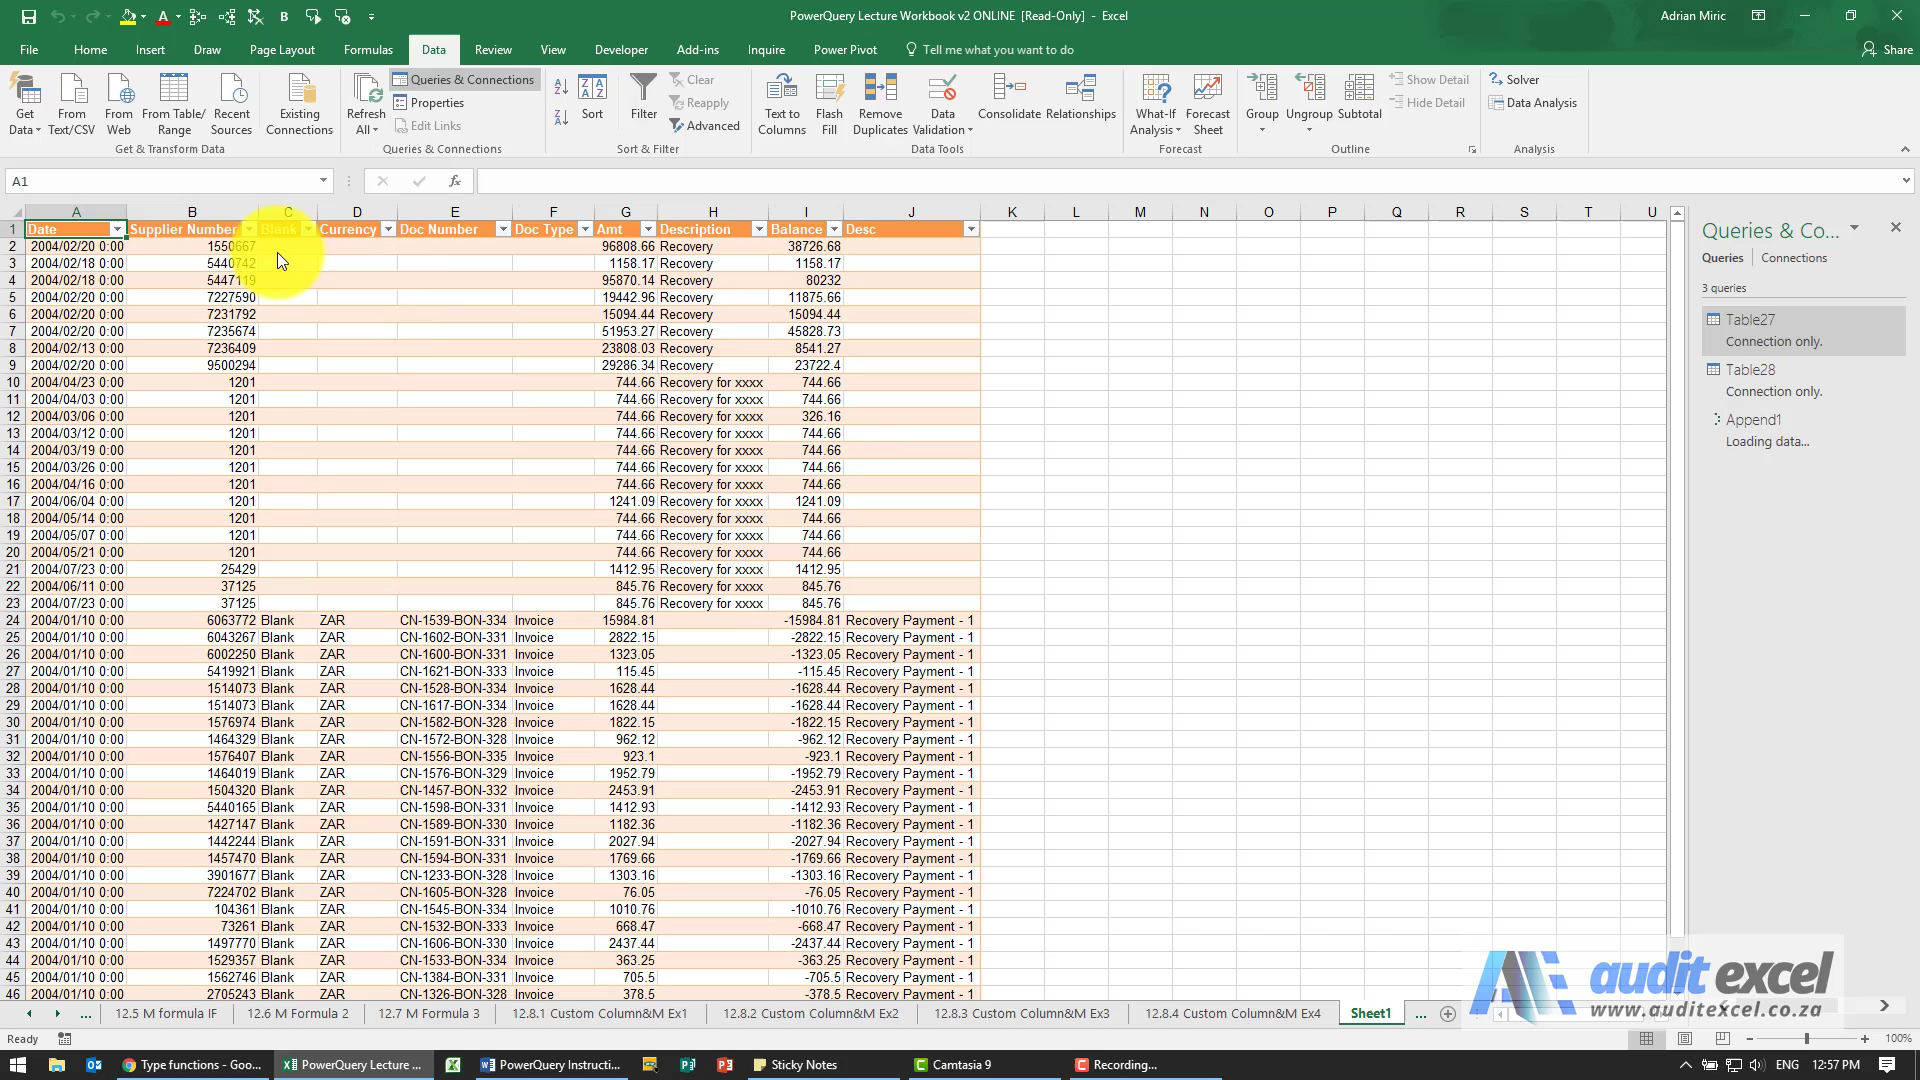 PowerQuery Lecture Workbook v2 ONLINE [Read-Only] - Excel
Adrian Miric
File Home Insert Draw Page Layout Formulas Data Review View Developer Add-ins Inquire Power Pivot Tell me what you want to do Share
Get Data From Text/CSV From Web From Table/ Range Recent Sources Existing Connections
Get & Transform Data
Refresh All Queries & Connections Properties Edit Links
Queries & Connections
Sort Filter Clear Reapply Advanced
Sort & Filter
Text to Columns Flash Fill Remove Duplicates Data Validation Consolidate Relationships
Data Tools
What-If Analysis Forecast Sheet
Forecast
Group Ungroup Subtotal Show Detail Hide Detail
Outline
Solver Data Analysis
Analysis
A1 fx
A B C D E F G H I J K L M N O P Q R S T U
1 Date Supplier Number Blank Currency Doc Number Doc Type Amt Description Balance Desc
2 2004/02/20 0:00 1550667 96808.66 Recovery 38726.68
3 2004/02/18 0:00 5440742 1158.17 Recovery 1158.17
4 2004/02/18 0:00 5447119 95870.14 Recovery 80232
5 2004/02/20 0:00 7227590 19442.96 Recovery 11875.66
6 2004/02/20 0:00 7231792 15094.44 Recovery 15094.44
7 2004/02/20 0:00 7235674 51953.27 Recovery 45828.73
8 2004/02/13 0:00 7236409 23808.03 Recovery 8541.27
9 2004/02/20 0:00 9500294 29286.34 Recovery 23722.4
10 2004/04/23 0:00 1201 744.66 Recovery for xxxx 744.66
11 2004/04/03 0:00 1201 744.66 Recovery for xxxx 744.66
12 2004/03/06 0:00 1201 744.66 Recovery for xxxx 326.16
13 2004/03/12 0:00 1201 744.66 Recovery for xxxx 744.66
14 2004/03/19 0:00 1201 744.66 Recovery for xxxx 744.66
15 2004/03/26 0:00 1201 744.66 Recovery for xxxx 744.66
16 2004/04/16 0:00 1201 744.66 Recovery for xxxx 744.66
17 2004/06/04 0:00 1201 1241.09 Recovery for xxxx 1241.09
18 2004/05/14 0:00 1201 744.66 Recovery for xxxx 744.66
19 2004/05/07 0:00 1201 744.66 Recovery for xxxx 744.66
20 2004/05/21 0:00 1201 744.66 Recovery for xxxx 744.66
21 2004/07/23 0:00 25429 1412.95 Recovery for xxxx 1412.95
22 2004/06/11 0:00 37125 845.76 Recovery for xxxx 845.76
23 2004/07/23 0:00 37125 845.76 Recovery for xxxx 845.76
24 2004/01/10 0:00 6063772 Blank ZAR CN-1539-BON-334 Invoice 15984.81 -15984.81 Recovery Payment - 1
25 2004/01/10 0:00 6043267 Blank ZAR CN-1602-BON-331 Invoice 2822.15 -2822.15 Recovery Payment - 1
26 2004/01/10 0:00 6002250 Blank ZAR CN-1600-BON-331 Invoice 1323.05 -1323.05 Recovery Payment - 1
27 2004/01/10 0:00 5419921 Blank ZAR CN-1621-BON-333 Invoice 115.45 -115.45 Recovery Payment - 1
28 2004/01/10 0:00 1514073 Blank ZAR CN-1528-BON-334 Invoice 1628.44 -1628.44 Recovery Payment - 1
29 2004/01/10 0:00 1514073 Blank ZAR CN-1617-BON-334 Invoice 1628.44 -1628.44 Recovery Payment - 1
30 2004/01/10 0:00 1576974 Blank ZAR CN-1582-BON-328 Invoice 1822.15 -1822.15 Recovery Payment - 1
31 2004/01/10 0:00 1464329 Blank ZAR CN-1572-BON-328 Invoice 962.12 -962.12 Recovery Payment - 1
32 2004/01/10 0:00 1576407 Blank ZAR CN-1556-BON-335 Invoice 923.1 -923.1 Recovery Payment - 1
33 2004/01/10 0:00 1464019 Blank ZAR CN-1576-BON-329 Invoice 1952.79 -1952.79 Recovery Payment - 1
34 2004/01/10 0:00 1504320 Blank ZAR CN-1457-BON-332 Invoice 2453.91 -2453.91 Recovery Payment - 1
35 2004/01/10 0:00 5440165 Blank ZAR CN-1598-BON-331 Invoice 1412.93 -1412.93 Recovery Payment - 1
36 2004/01/10 0:00 1427147 Blank ZAR CN-1589-BON-330 Invoice 1182.36 -1182.36 Recovery Payment - 1
37 2004/01/10 0:00 1442244 Blank ZAR CN-1591-BON-331 Invoice 2027.94 -2027.94 Recovery Payment - 1
38 2004/01/10 0:00 1457470 Blank ZAR CN-1594-BON-331 Invoice 1769.66 -1769.66 Recovery Payment - 1
39 2004/01/10 0:00 3901677 Blank ZAR CN-1233-BON-328 Invoice 1303.16 -1303.16 Recovery Payment - 1
40 2004/01/10 0:00 7224702 Blank ZAR CN-1605-BON-328 Invoice 76.05 -76.05 Recovery Payment - 1
41 2004/01/10 0:00 104361 Blank ZAR CN-1545-BON-334 Invoice 1010.76 -1010.76 Recovery Payment - 1
42 2004/01/10 0:00 73261 Blank ZAR CN-1532-BON-333 Invoice 668.47 -668.47 Recovery Payment - 1
43 2004/01/10 0:00 1497770 Blank ZAR CN-1606-BON-330 Invoice 2437.44 -2437.44 Recovery Payment - 1
44 2004/01/10 0:00 1529357 Blank ZAR CN-1533-BON-334 Invoice 363.25 -363.25 Recovery Payment - 1
45 2004/01/10 0:00 1562746 Blank ZAR CN-1384-BON-331 Invoice 705.5 -705.5 Recovery Payment - 1
46 2004/01/10 0:00 2705243 Blank ZAR CN-1326-BON-328 Invoice 378.5 -378.5 Recovery Payment - 1
Queries & Co...
Queries Connections
3 queries
Table27
Connection only.
Table28
Connection only.
Append1
Loading data...
audit excel
www.auditexcel.co.za
... 12.5 M formula IF 12.6 M Formula 2 12.7 M Formula 3 12.8.1 Custom Column&M Ex1 12.8.2 Custom Column&M Ex2 12.8.3 Custom Column&M Ex3 12.8.4 Custom Column&M Ex4 Sheet1 ...
Ready 100%
Type functions - Goo... PowerQuery Lecture ... PowerQuery Instructi... Sticky Notes Camtasia 9 Recording... ENG 12:57 PM